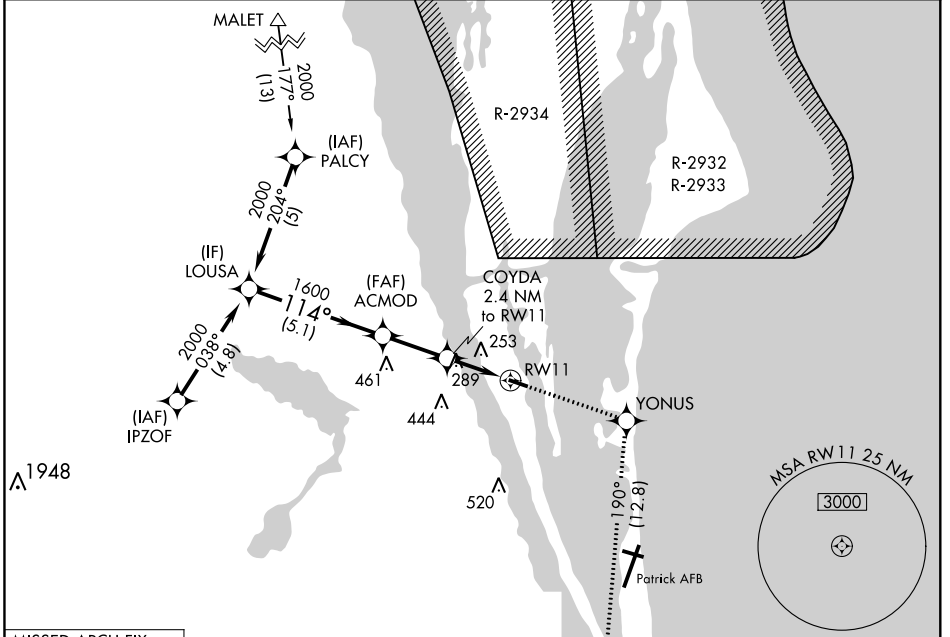 MALET
2000
177°
(13)
(IAF)
PALCY
R-2934
R-2932
R-2933
2000
204°
(5)
(IF)
LOUSA
1600
114°
(5.1)
(FAF)
ACMOD
COYDA
2.4 NM
to RW11
253
461
289
RW11
2000
038°
(4.8)
(IAF)
IPZOF
444
YONUS
1948
520
190°
(12.8)
MSA RW11 25 NM
3000
Patrick AFB
MISSED APCH FIX